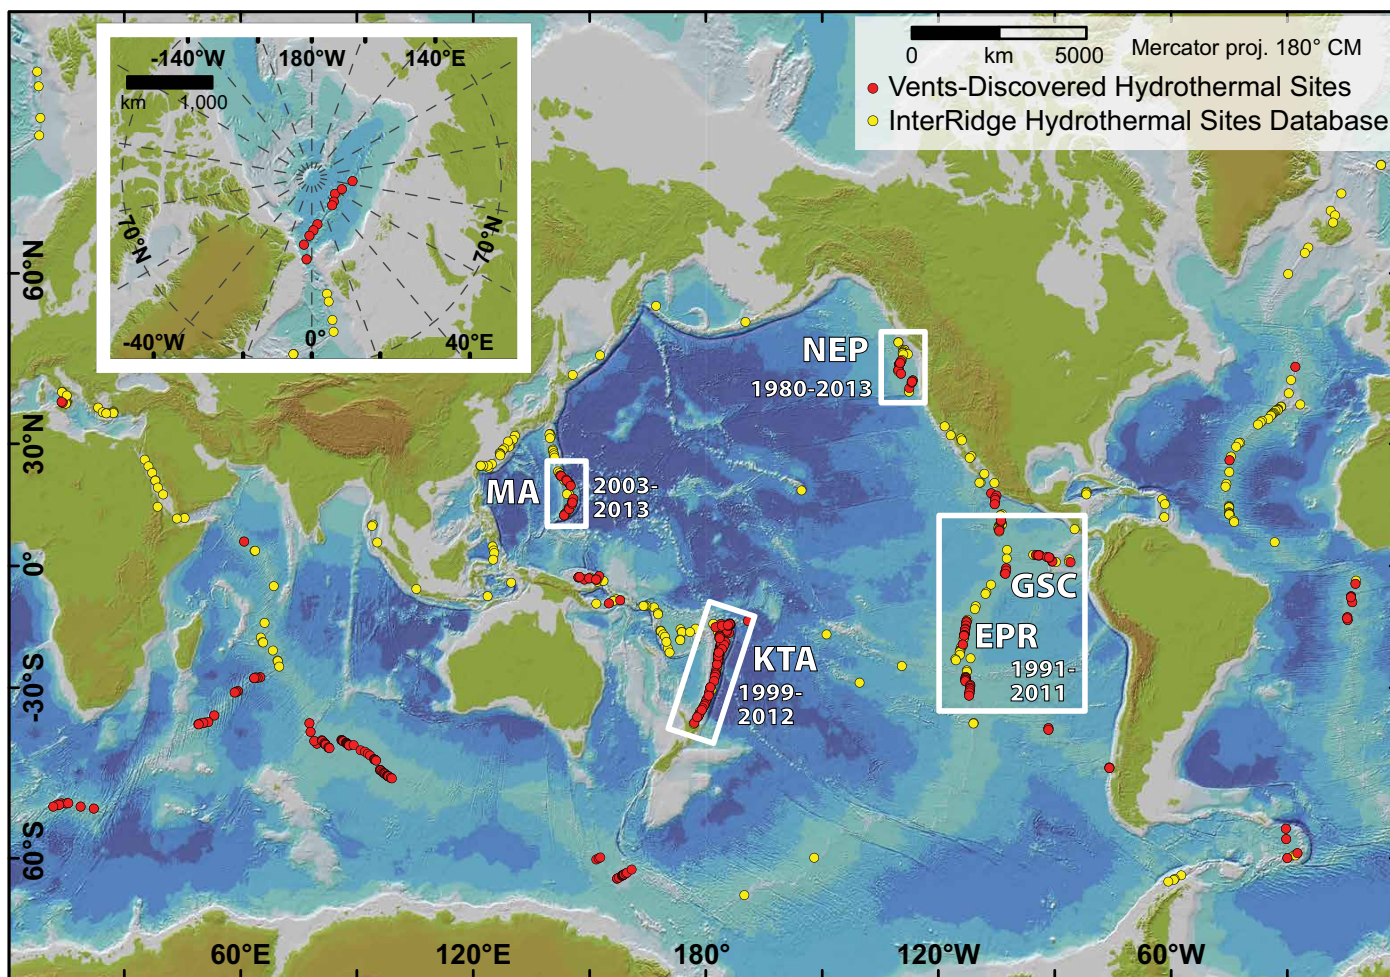 -140°W
180°W
140°E
km 1,000
70°N
70°N
-40°W
0°
40°E
0 km 5000
Mercator proj. 180° CM
Vents-Discovered Hydrothermal Sites
InterRidge Hydrothermal Sites Database
60°N
30°N
0°
-30°S
60°S
NEP
1980-2013
MA
2003-
2013
GSC
EPR
1991-
2011
KTA
1999-
2012
60°E
120°E
180°
120°W
60°W